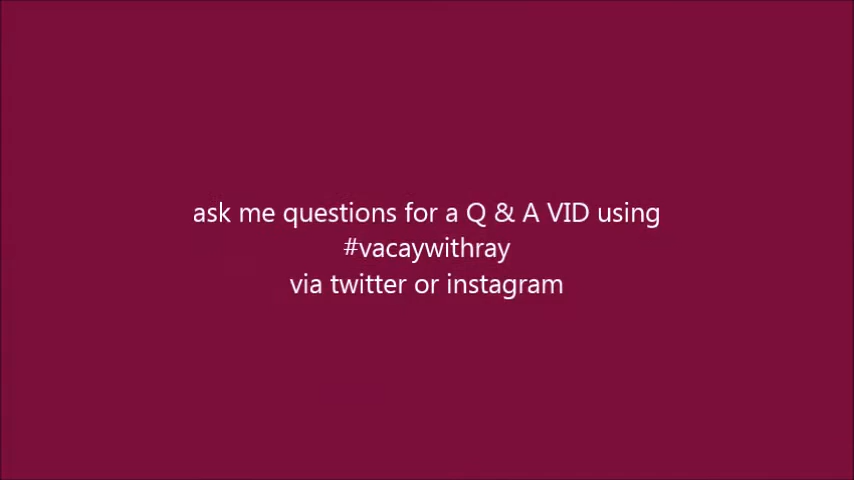 ask me questions for a Q & A VID using
#vacaywithray
via twitter or instagram